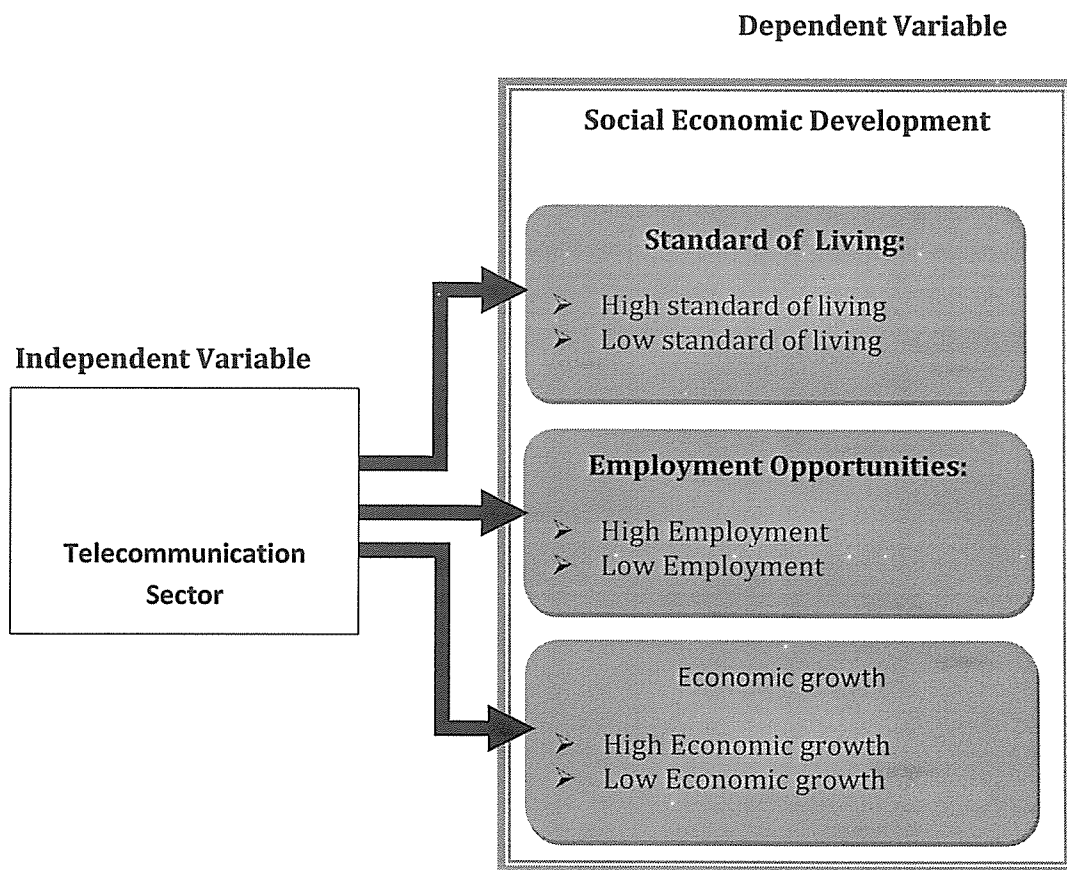 Dependent Variable
Social Economic Development
Standard of Living:
➢ High standard of living
➢ Low standard of living
Independent Variable
Telecommunication
Sector
Employment Opportunities:
➢ High Employment
➢ Low Employment
Economic growth
➢ High Economic growth
➢ Low Economic growth